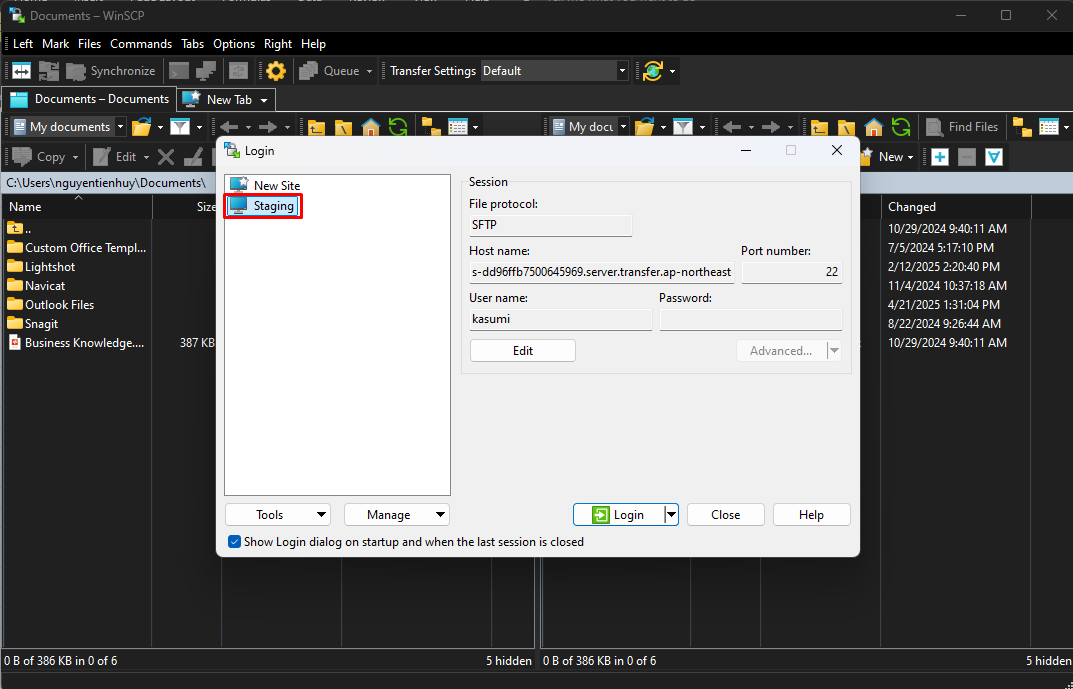 Documents – WinSCP
Left Mark Files Commands Tabs Options Right Help
Synchronize Queue Transfer Settings Default
Documents – Documents New Tab
My documents My docu Find Files
Copy Edit New
C:\Users\nguyentienhuy\Documents\
Name Size Changed
..
Custom Office Templ...
Lightshot
Navicat
Outlook Files
Snagit
Business Knowledge.... 387 KB
10/29/2024 9:40:11 AM
7/5/2024 5:17:10 PM
2/12/2025 2:20:40 PM
11/4/2024 10:37:18 AM
4/21/2025 1:31:04 PM
8/22/2024 9:26:44 AM
10/29/2024 9:40:11 AM
Login
New Site
Staging
Session
File protocol:
SFTP
Host name: Port number:
s-dd96ffb7500645969.server.transfer.ap-northeast 22
User name: Password:
kasumi
Edit Advanced...
Tools Manage Login Close Help
Show Login dialog on startup and when the last session is closed
0 B of 386 KB in 0 of 6 5 hidden 0 B of 386 KB in 0 of 6 5 hidden